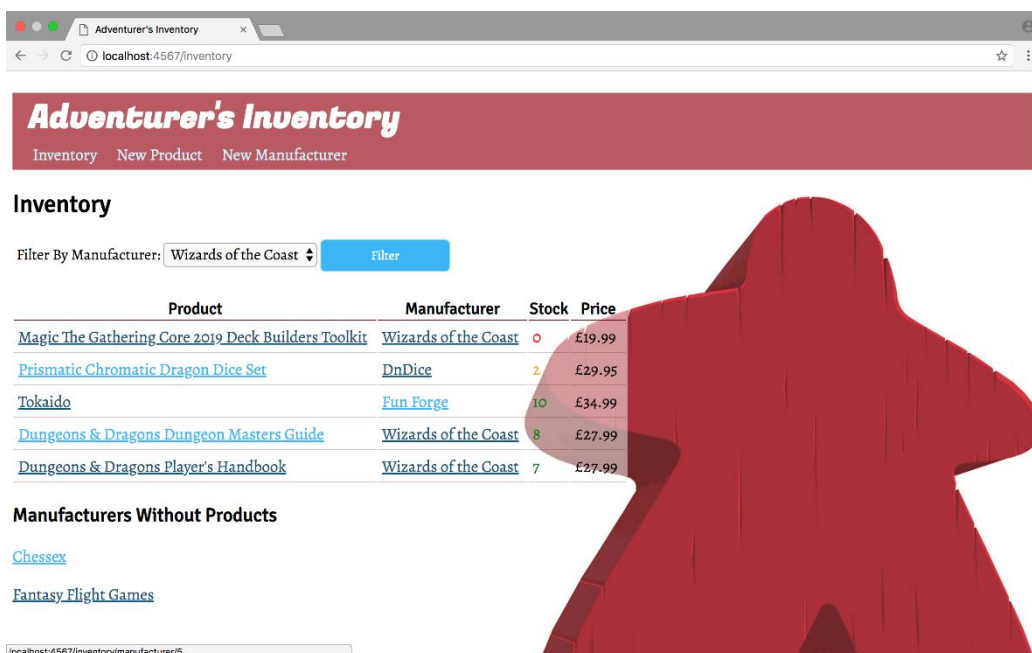 Adventurer's Inventory
localhost:4567/inventory
Adventurer's Inventory
Inventory New Product New Manufacturer
Inventory
Filter By Manufacturer: Wizards of the Coast Filter
Product Manufacturer Stock Price
Magic The Gathering Core 2019 Deck Builders Toolkit Wizards of the Coast 0 £19.99
Prismatic Chromatic Dragon Dice Set DnDice 2 £29.95
Tokaido Fun Forge 10 £34.99
Dungeons & Dragons Dungeon Masters Guide Wizards of the Coast 8 £27.99
Dungeons & Dragons Player's Handbook Wizards of the Coast 7 £27.99
Manufacturers Without Products
Chessex
Fantasy Flight Games
localhost:4567/inventory/manufacturer/5